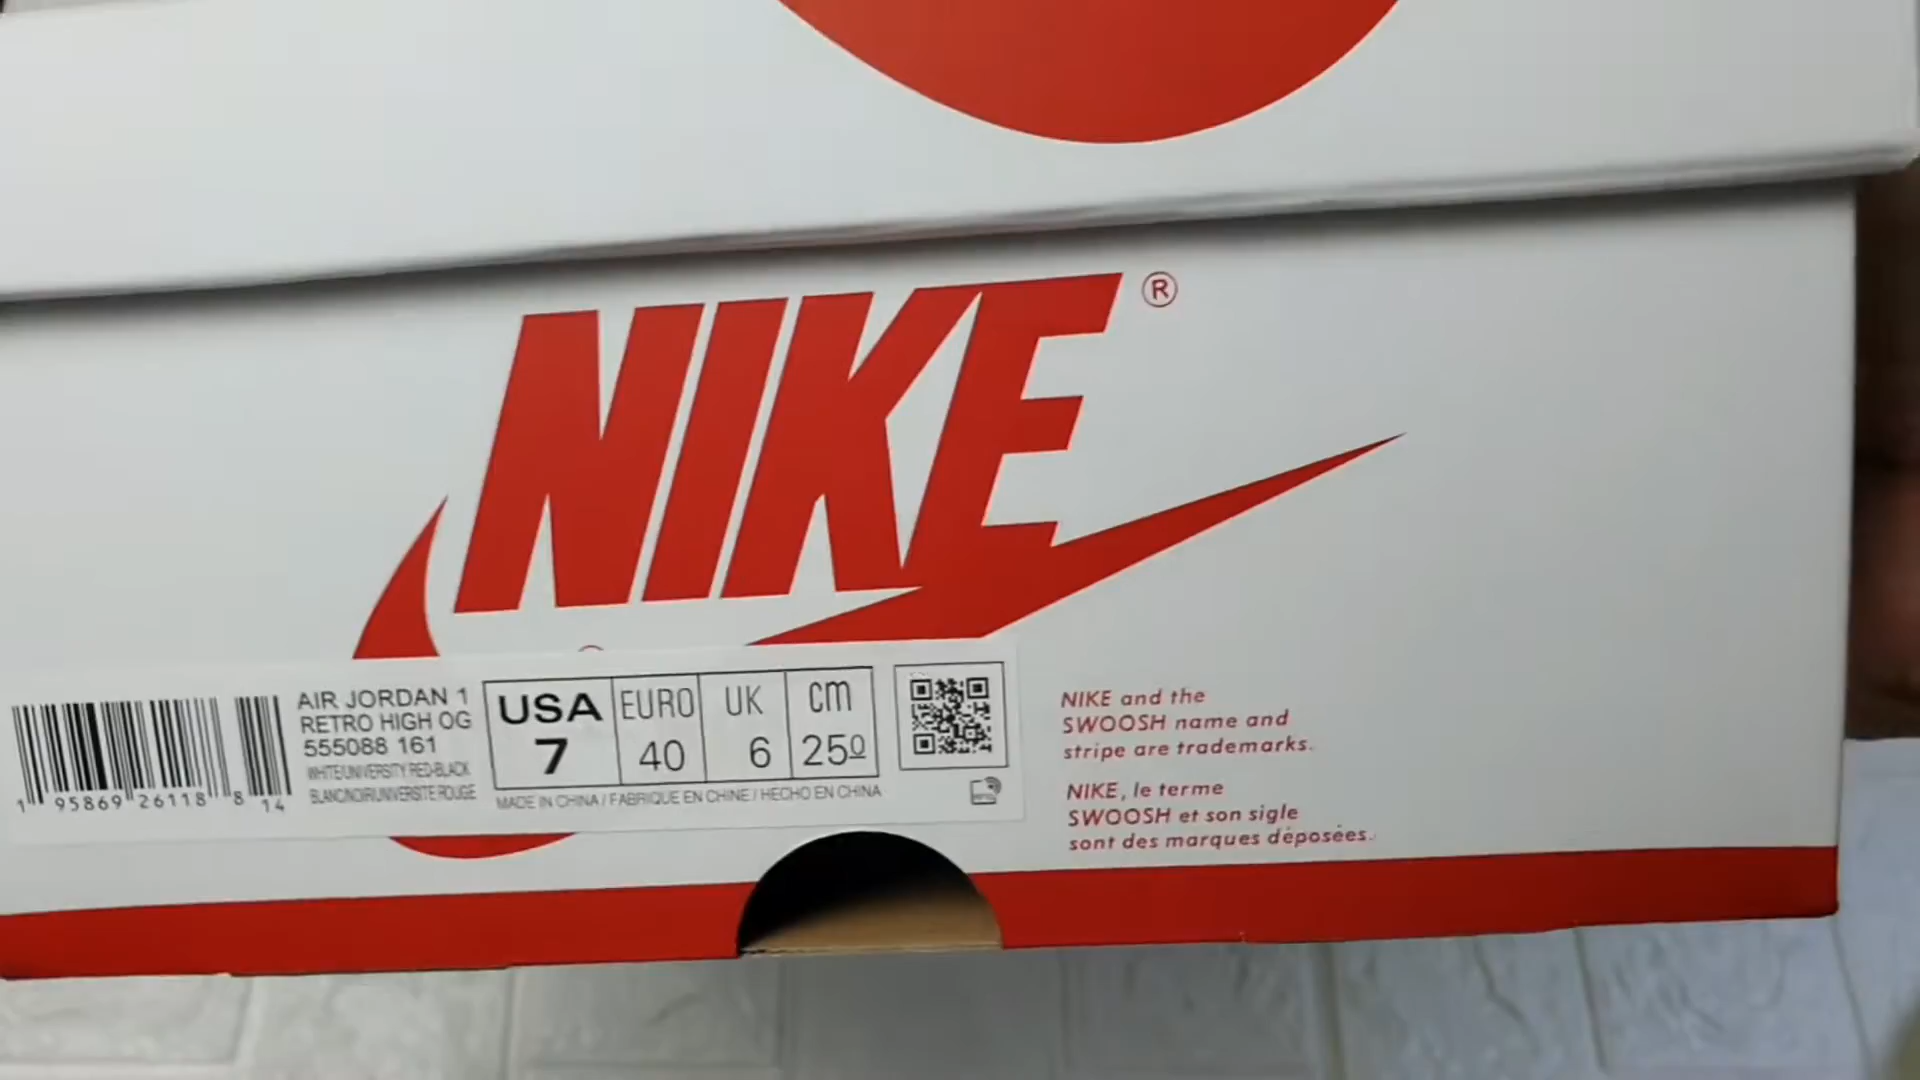 NIKE ®
AIR JORDAN 1
RETRO HIGH OG
555088 161
WHITE/UNIVERSITY RED-BLACK
BLANC/NOIR/UNIVERSITE ROUGE
1 95869 26118 8 14
USA EURO UK cm
7 40 6 250
MADE IN CHINA / FABRIQUE EN CHINE / HECHO EN CHINA
NIKE and the
SWOOSH name and
stripe are trademarks.
NIKE, le terme
SWOOSH et son sigle
sont des marques déposées.